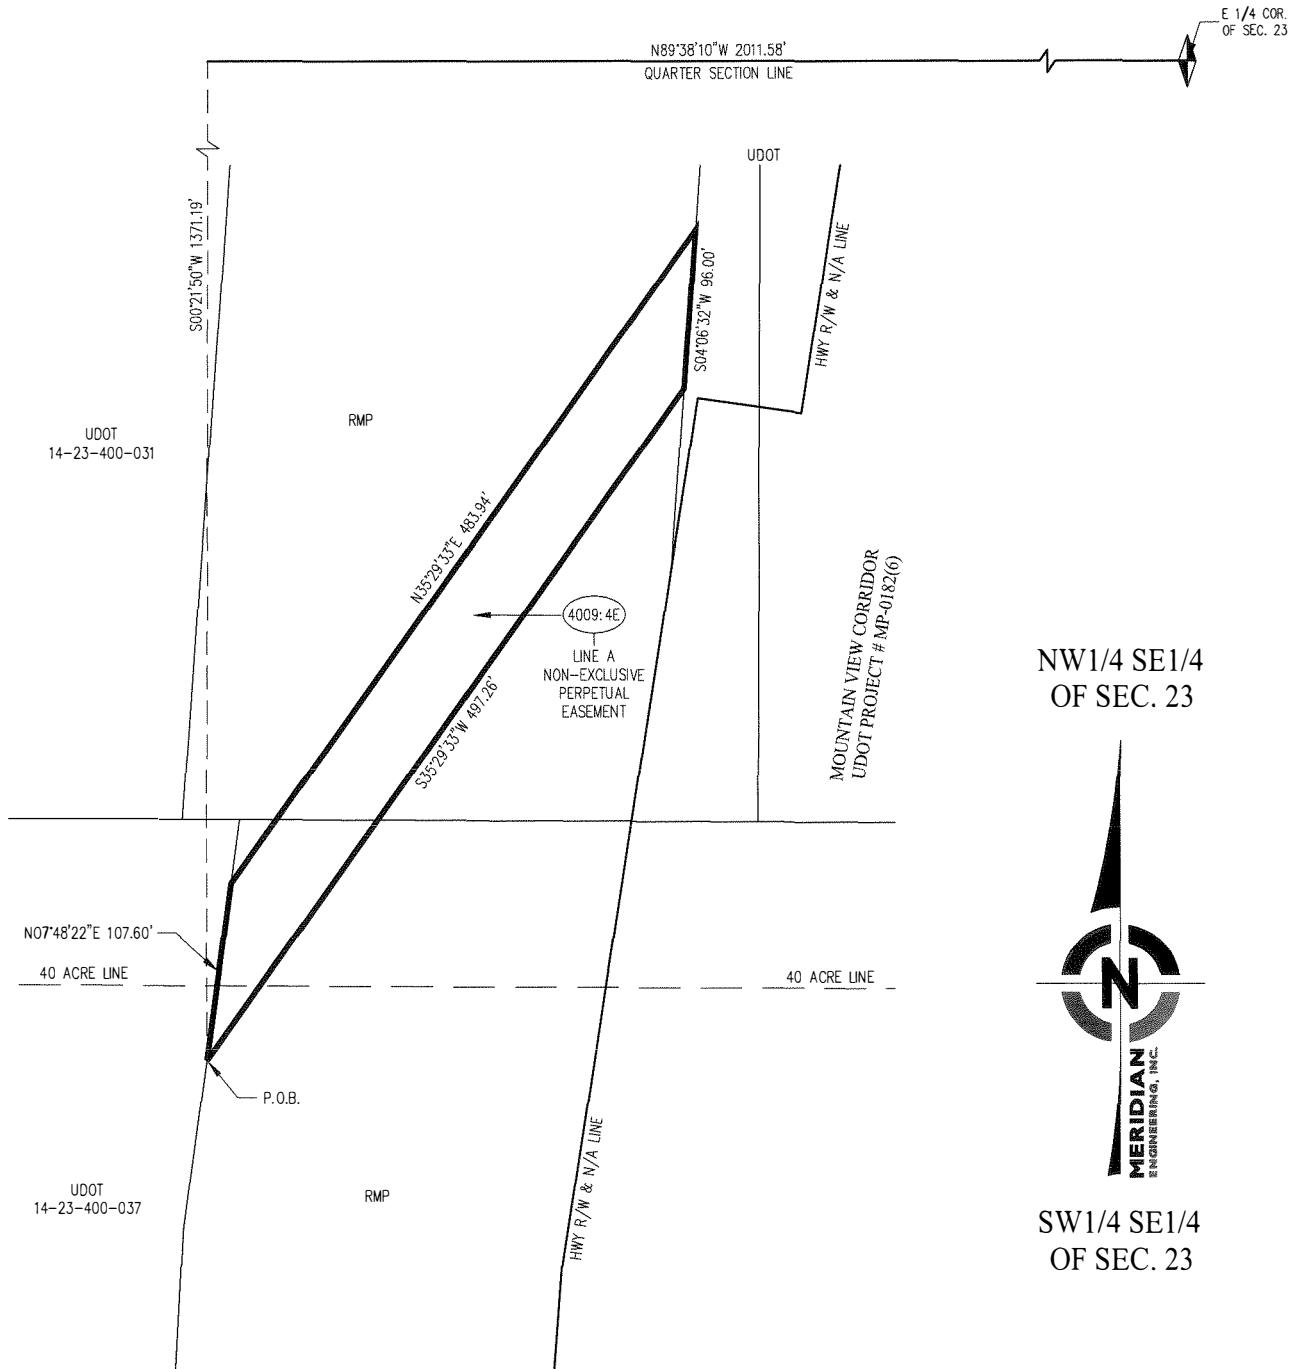 E 1/4 COR.
OF SEC. 23
N89°38'10"W 2011.58'
QUARTER SECTION LINE
UDOT
S00°21'50"W 1371.19'
HWY R/W & N/A LINE
S04°06'32"W 96.00'
RMP
UDOT
14-23-400-031
N35°29'33"E 483.94'
4009:4E
LINE A
NON-EXCLUSIVE
PERPETUAL
EASEMENT
S35°29'33"W 497.26'
MOUNTAIN VIEW CORRIDOR
UDOT PROJECT # MP-0182(6)
NW1/4 SE1/4
OF SEC. 23
N07°48'22"E 107.60'
40 ACRE LINE
40 ACRE LINE
N
MERIDIAN
ENGINEERING, INC.
P.O.B.
HWY R/W & N/A LINE
UDOT
14-23-400-037
RMP
SW1/4 SE1/4
OF SEC. 23